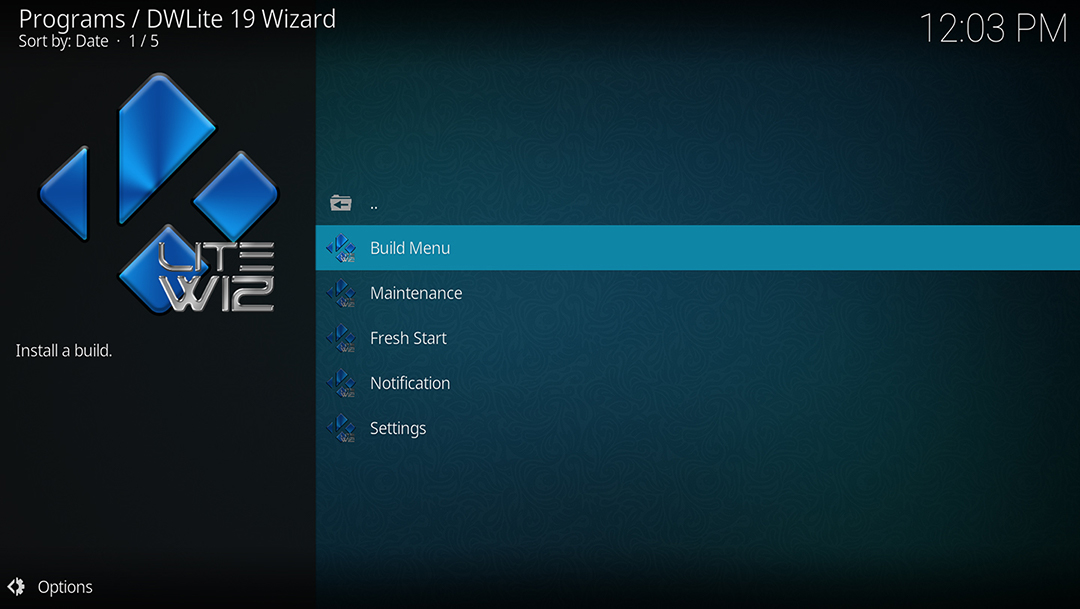 Programs / DWLite 19 Wizard
Sort by: Date · 1 / 5
12:03 PM
LITE
WIZ
Install a build.
..
Build Menu
Maintenance
Fresh Start
Notification
Settings
Options